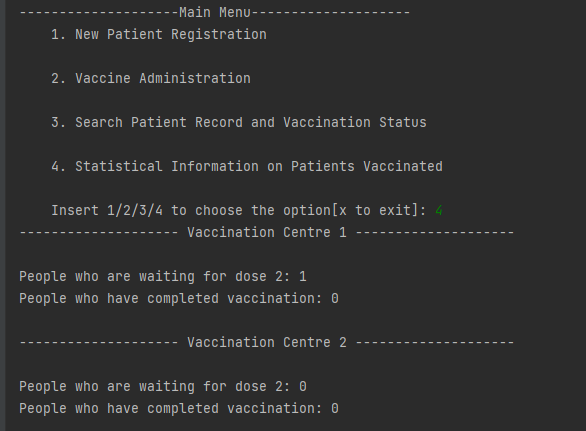 --------------------Main Menu--------------------
1. New Patient Registration
2. Vaccine Administration
3. Search Patient Record and Vaccination Status
4. Statistical Information on Patients Vaccinated
Insert 1/2/3/4 to choose the option[x to exit]: 4
-------------------- Vaccination Centre 1 --------------------
People who are waiting for dose 2: 1
People who have completed vaccination: 0
-------------------- Vaccination Centre 2 --------------------
People who are waiting for dose 2: 0
People who have completed vaccination: 0